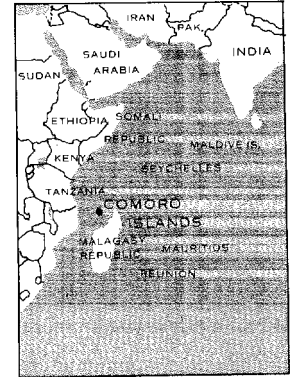 IRAN
PAK.
SAUDI
ARABIA
INDIA
SUDAN
ETHIOPIA
SOMALI
REPUBLIC
MALDIVE IS.
KENYA
SEYCHELLES
TANZANIA
COMORO
ISLANDS
MALAGASY
REPUBLIC
MAURITIUS
REUNION